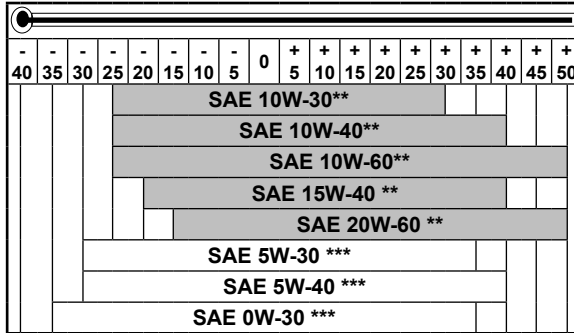 - - - - - - - - 0 + + + + + + + + + +
40 35 30 25 20 15 10 5 5 10 15 20 25 30 35 40 45 50
SAE 10W-30**
SAE 10W-40**
SAE 10W-60**
SAE 15W-40 **
SAE 20W-60 **
SAE 5W-30 ***
SAE 5W-40 ***
SAE 0W-30 ***